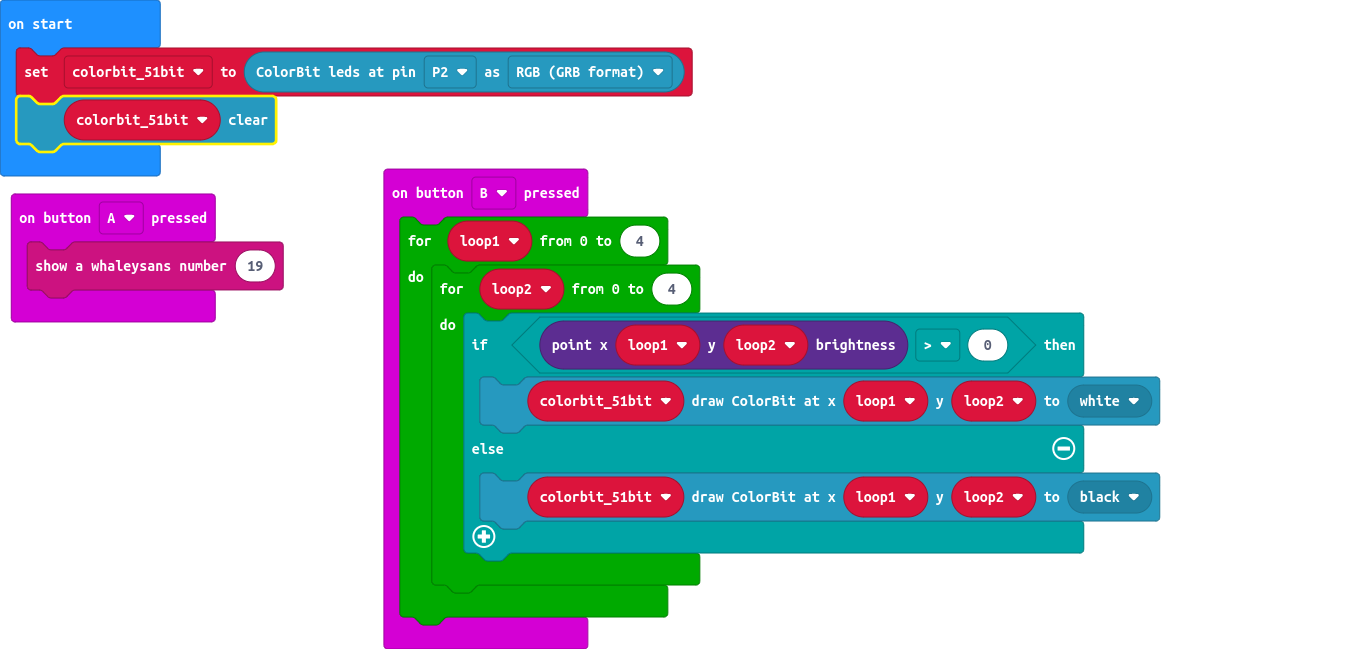 on start
set colorbit_51bit to ColorBit leds at pin P2 as RGB (GRB format)
colorbit_51bit clear
on button A pressed
show a whaleysans number 19
on button B pressed
for loop1 from 0 to 4
do
for loop2 from 0 to 4
do
if point x loop1 y loop2 brightness > 0 then
colorbit_51bit draw ColorBit at x loop1 y loop2 to white
else
colorbit_51bit draw ColorBit at x loop1 y loop2 to black